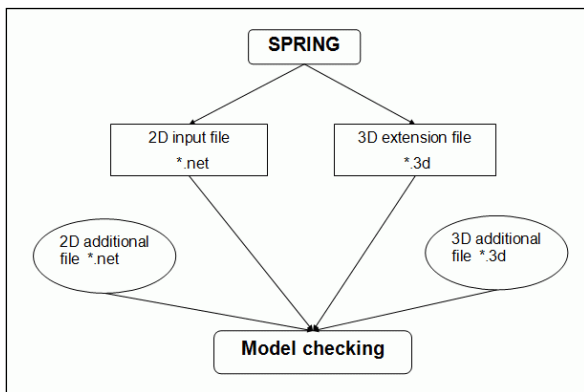 SPRING
2D input file
*.net
3D extension file
*.3d
2D additional
file *.net
3D additional
file *.3d
Model checking